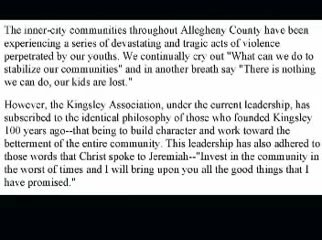 The inner-city communities throughout Allegheny County have been
experiencing a series of devastating and tragic acts of violence
perpetrated by our youths. We continually cry out "What can we do to
stabilize our communities" and in another breath say "There is nothing
we can do, our kids are lost."
However, the Kingsley Association, under the current leadership, has
subscribed to the identical philosophy of those who founded Kingsley
100 years ago--that being to build character and work toward the
betterment of the entire community. This leadership has also adhered to
those words that Christ spoke to Jeremiah--"Invest in the community in
the worst of times and I will bring upon you all the good things that I
have promised."